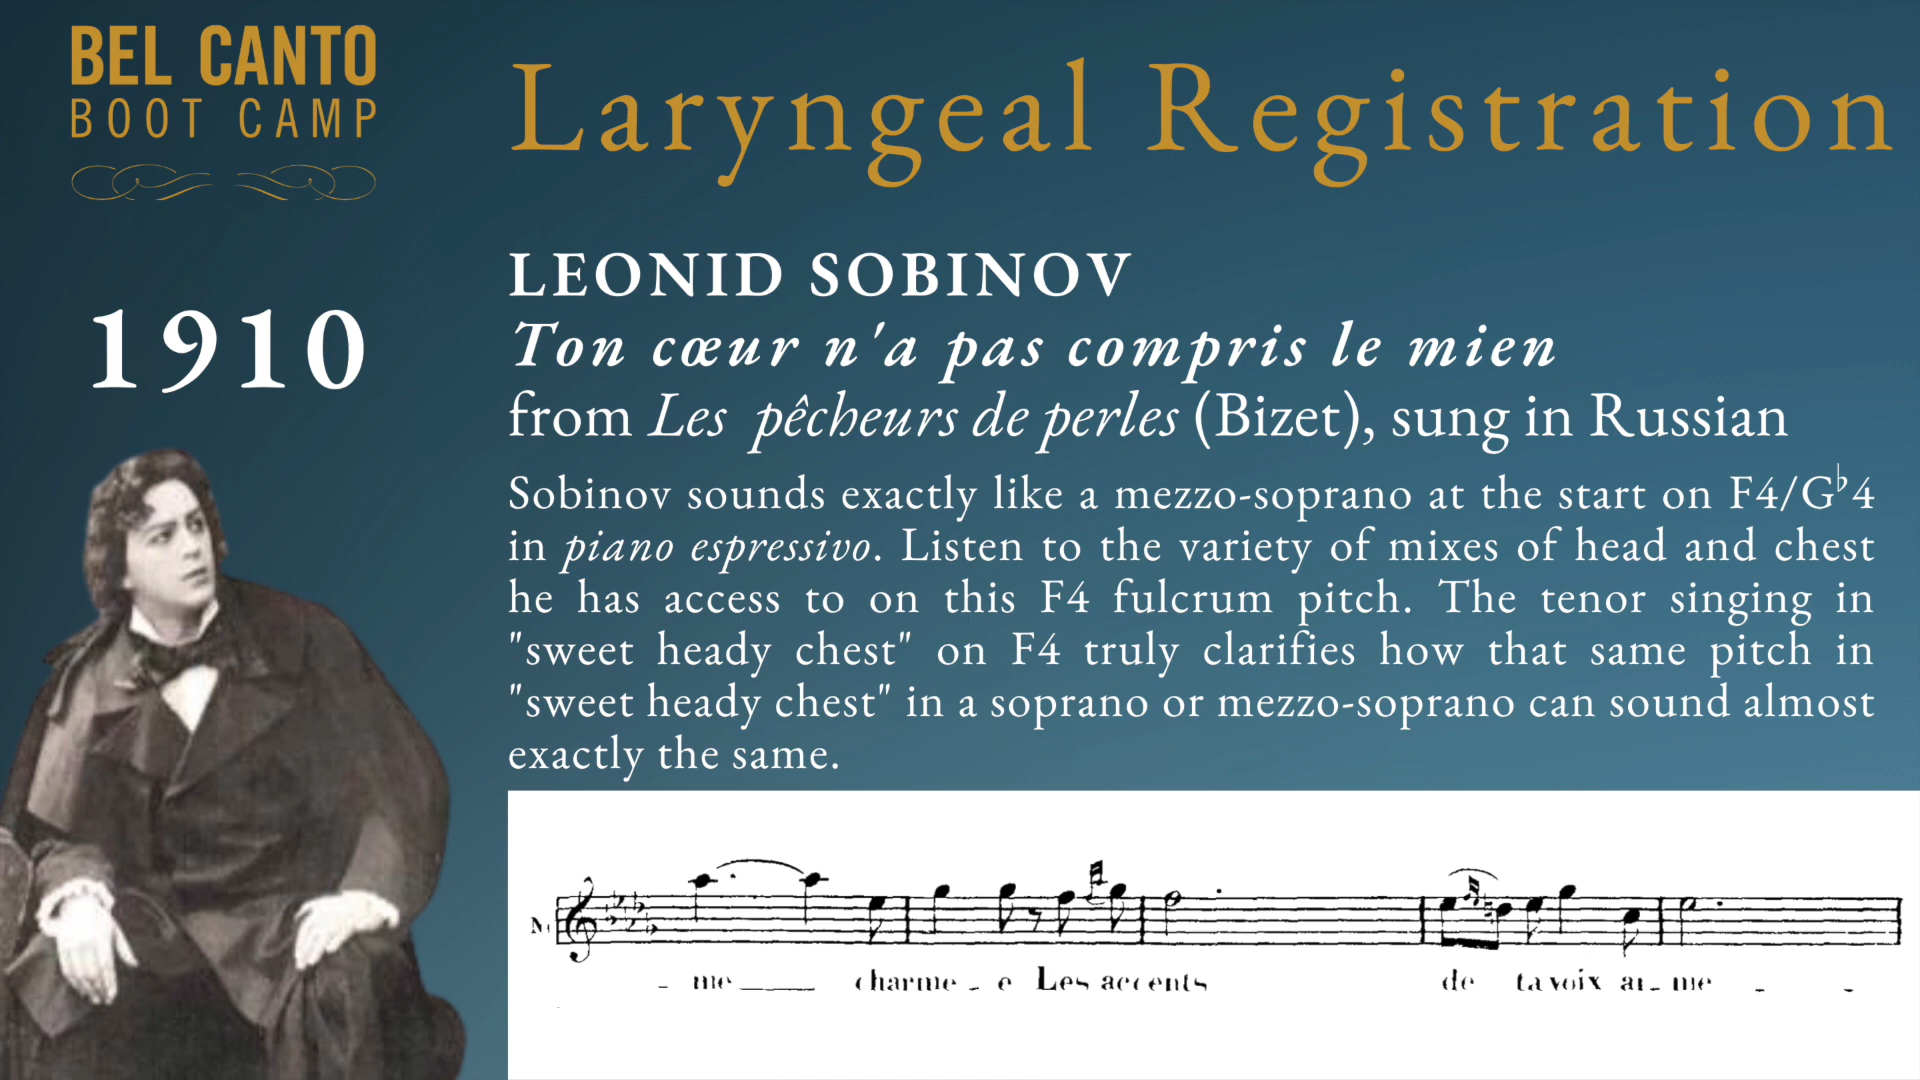 BEL CANTO
BOOT CAMP
Laryngeal Registration
1910
LEONID SOBINOV
Ton cœur n'a pas compris le mien
from Les pêcheurs de perles (Bizet), sung in Russian
Sobinov sounds exactly like a mezzo-soprano at the start on F4/G♭4
in piano espressivo. Listen to the variety of mixes of head and chest
he has access to on this F4 fulcrum pitch. The tenor singing in
"sweet heady chest" on F4 truly clarifies how that same pitch in
"sweet heady chest" in a soprano or mezzo-soprano can sound almost
exactly the same.
- me charme - e Les accents de ta voix ai - me - -